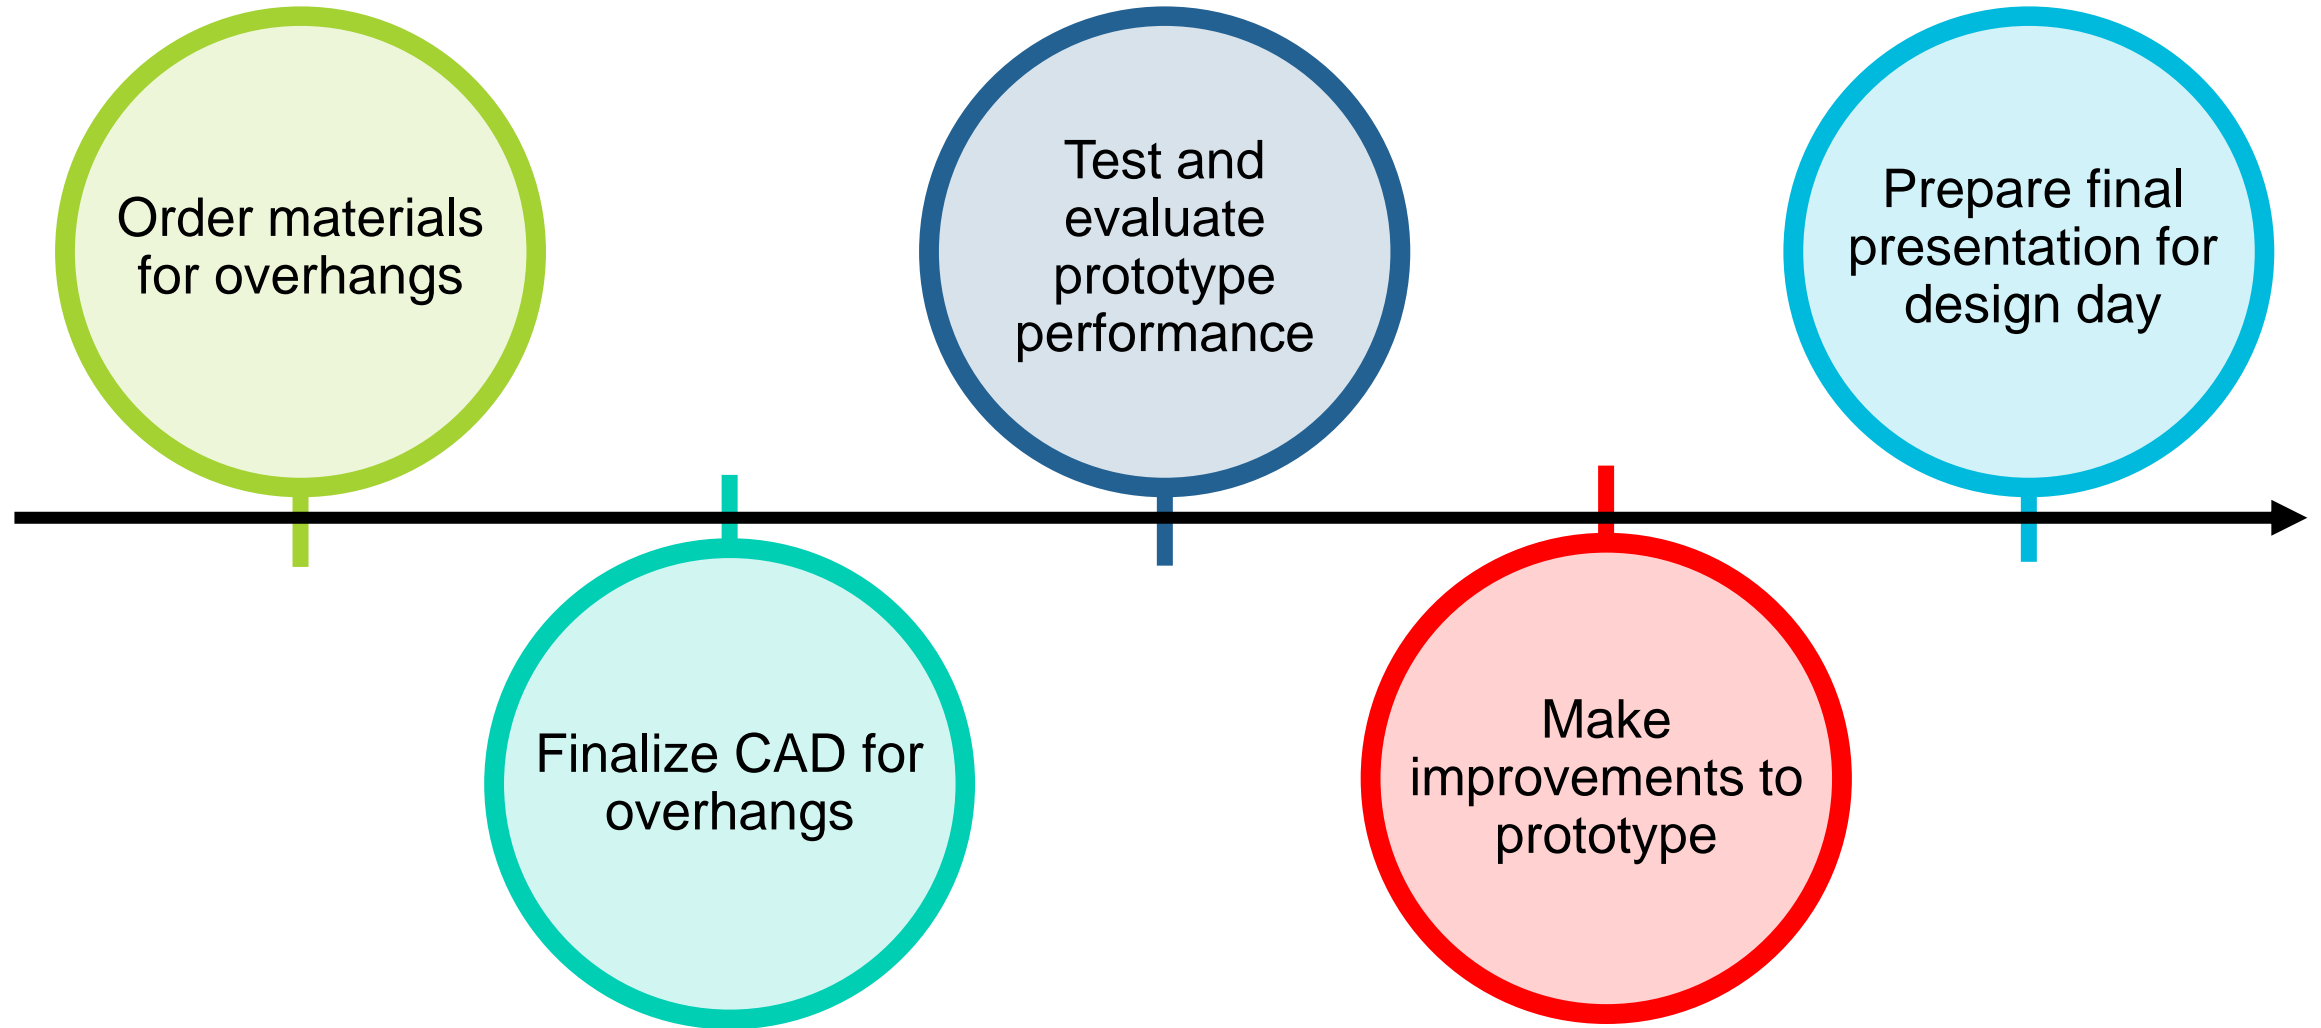 Order materials
for overhangs
Finalize CAD for
overhangs
Test and
evaluate
prototype
performance
Make
improvements to
prototype
Prepare final
presentation for
design day